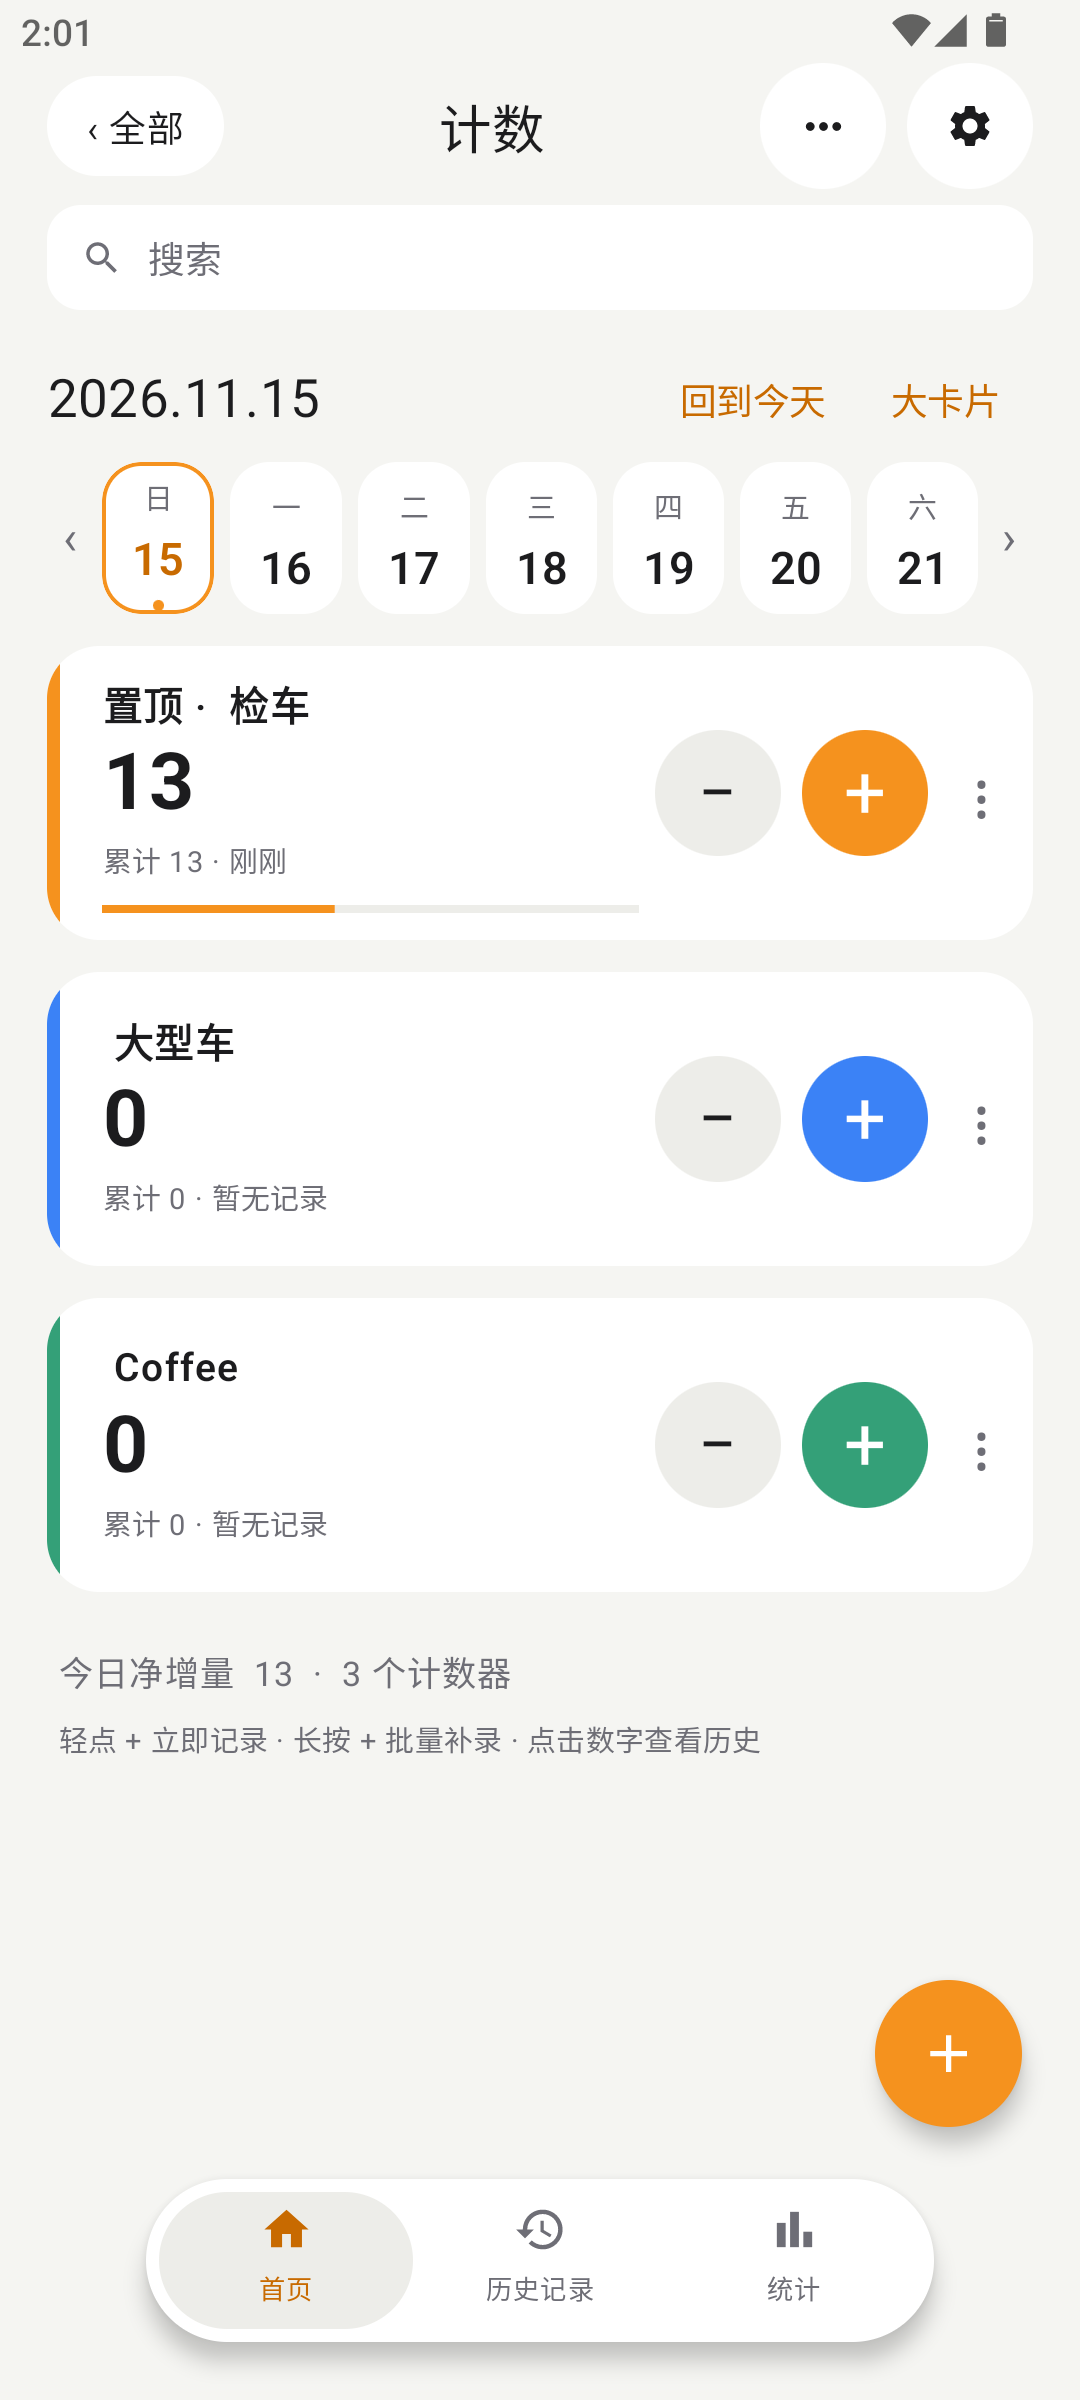 2:01
‹ 全部
计数
搜索
2026.11.15
回到今天
大卡片
‹
日
15
一
16
二
17
三
18
四
19
五
20
六
21
›
置顶 · 检车
13
累计 13 · 刚刚
大型车
0
累计 0 · 暂无记录
Coffee
0
累计 0 · 暂无记录
今日净增量 13 · 3 个计数器
轻点 + 立即记录 · 长按 + 批量补录 · 点击数字查看历史
首页
历史记录
统计